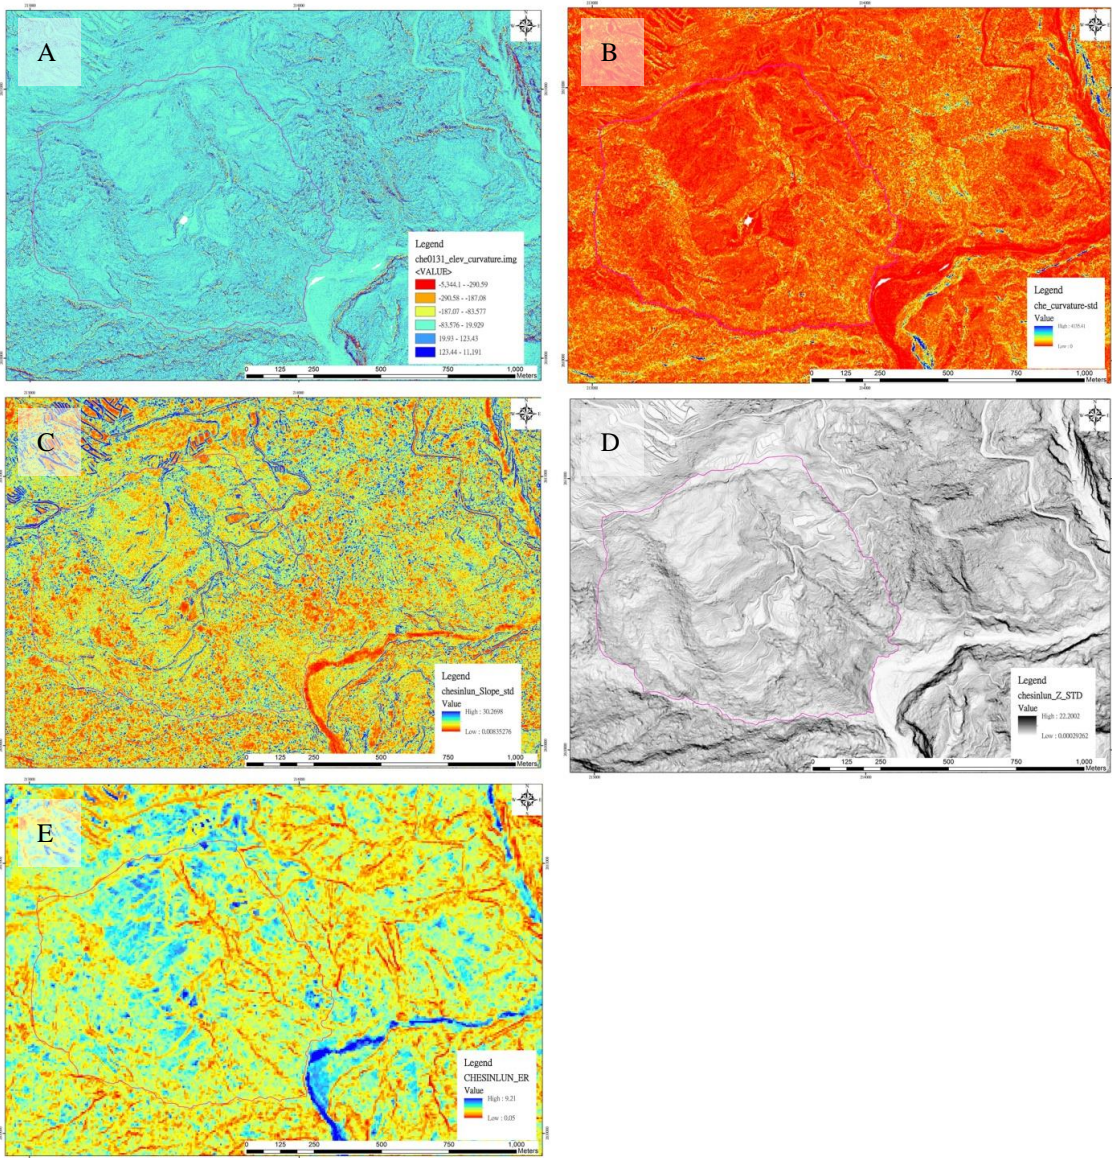 A
Legend
che0131_elev_curvature.img
<VALUE>
-5,344.1 - -290.59
-290.58 - -187.08
-187.07 - -83.577
-83.576 - 19.929
19.93 - 123.43
123.44 - 11,191
0 125 250 500 750 1,000
Meters
B
Legend
che_curvature-std
Value
Low : 0
0 125 250 500 750 1,000
Meters
C
Legend
chesinlun_Slope_std
Value
High : 30.2698
Low : 0.00835276
0 125 250 500 750 1,000
Meters
D
Legend
chesinlun_Z_STD
Value
High : 22.2002
Low : 0.00029262
0 125 250 500 750 1,000
Meters
E
Legend
CHESINLUN_ER
Value
High : 9.21
Low : 0.05
0 125 250 500 750 1,000
Meters